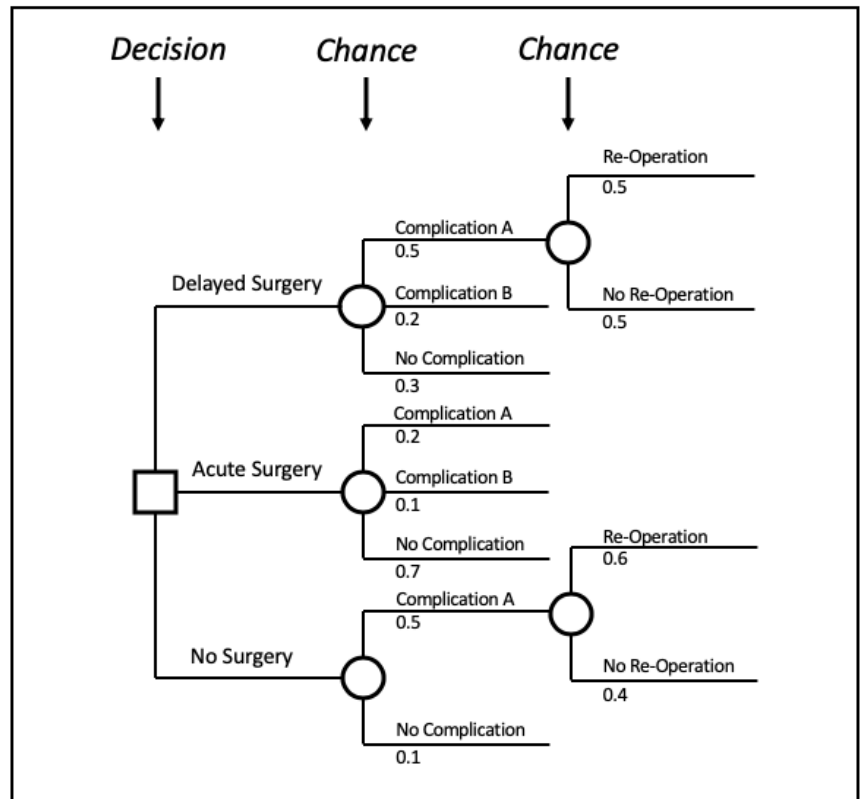 Decision
Chance
Chance
Re-Operation
0.5
Complication A
0.5
No Re-Operation
0.5
Delayed Surgery
Complication B
0.2
No Complication
0.3
Complication A
0.2
Acute Surgery
Complication B
0.1
No Complication
0.7
Re-Operation
0.6
Complication A
0.5
No Surgery
No Re-Operation
0.4
No Complication
0.1